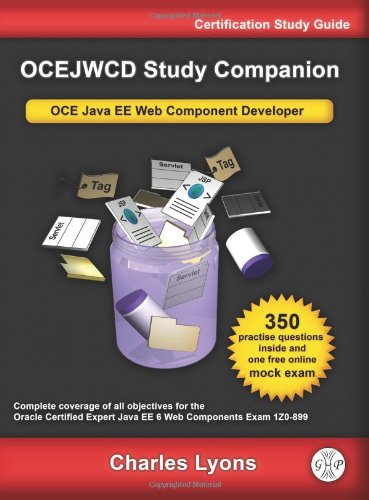 Certification Study Guide
OCEJWCD Study Companion
OCE Java EE Web Component Developer
Servlet
Tag
JSP
Tag
JSP
Servlet
Servlet
350
practise questions
inside and
one free online
mock exam
Complete coverage of all objectives for the
Oracle Certified Expert Java EE 6 Web Components Exam 1Z0-899
Charles Lyons
GHP